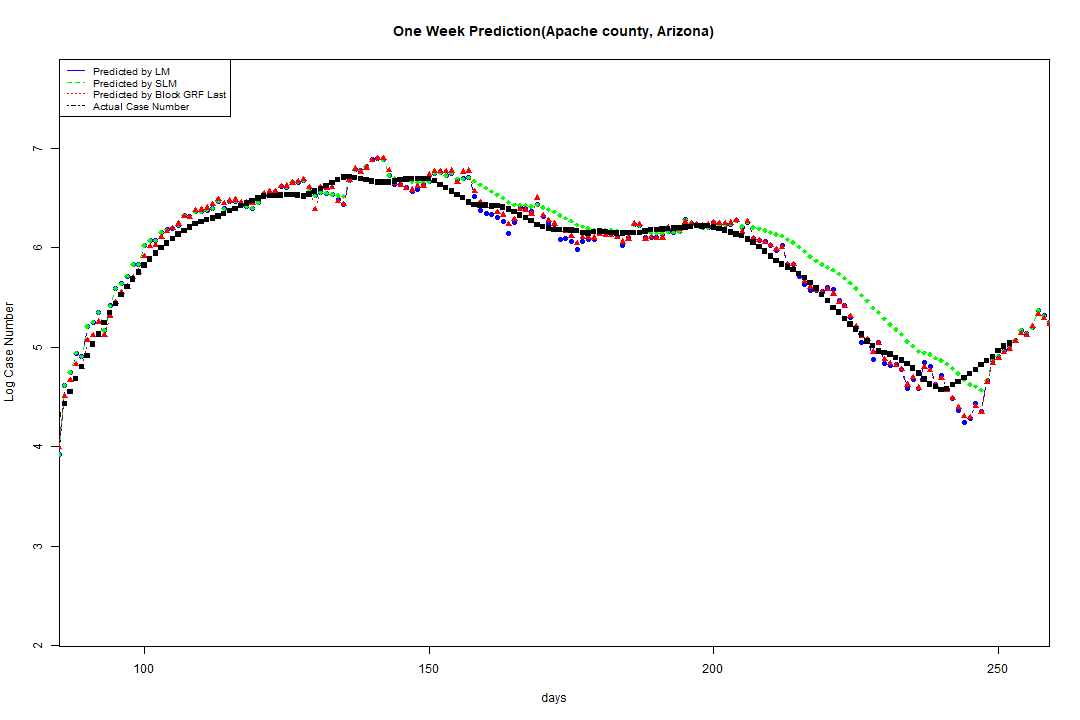 One Week Prediction(Apache county, Arizona)
Predicted by LM
Predicted by SLM
Predicted by Block GRF Last
Actual Case Number
7
6
5
4
3
2
Log Case Number
100 150 200 250
days